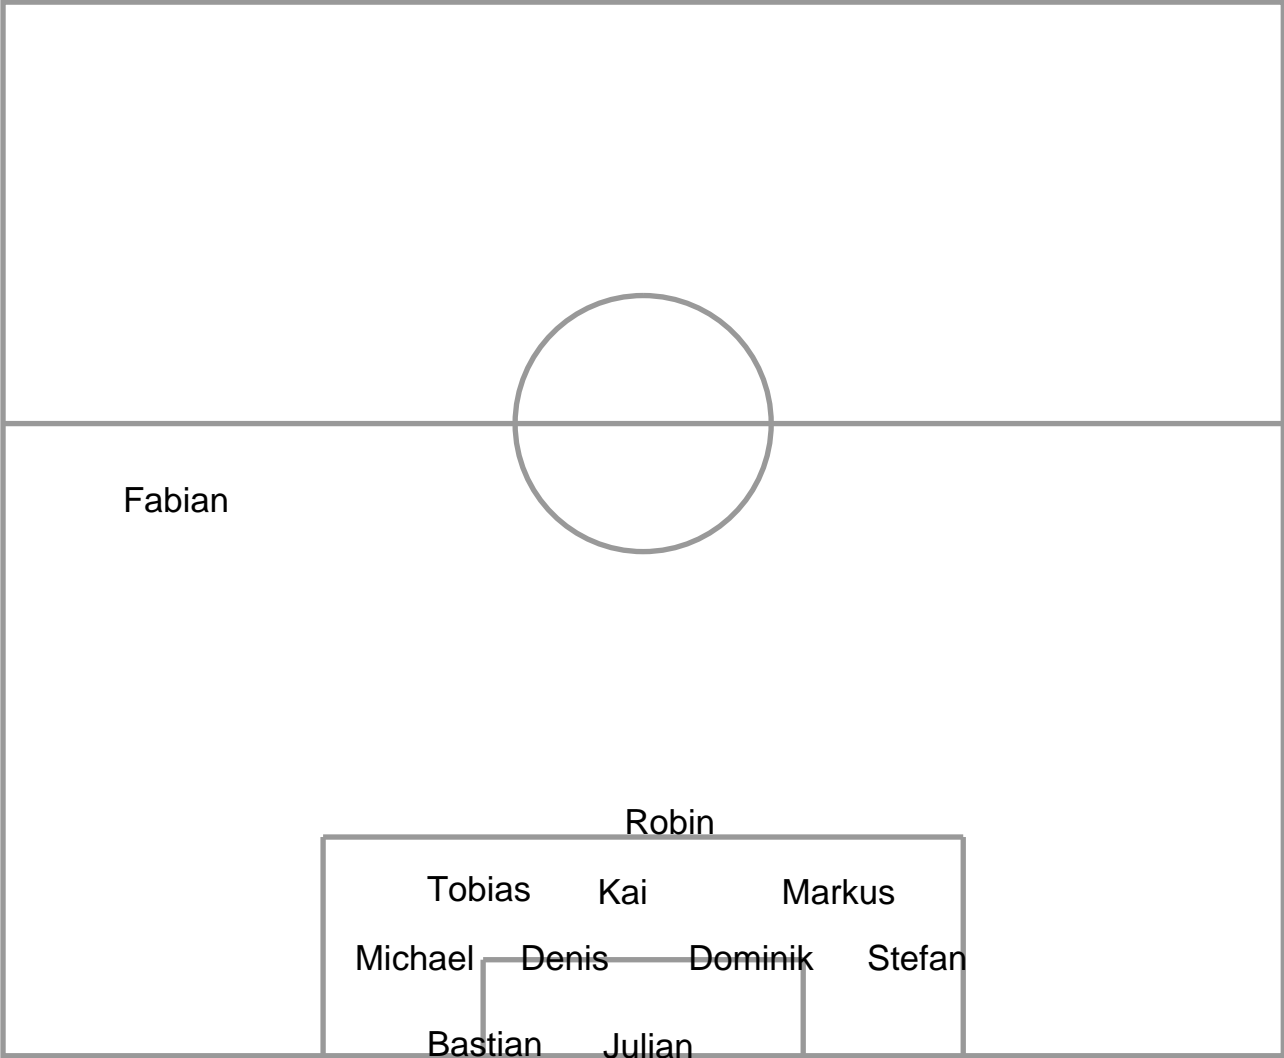 Fabian
Robin
Tobias Kai Markus
Michael Denis Dominik Stefan
Bastian Julian